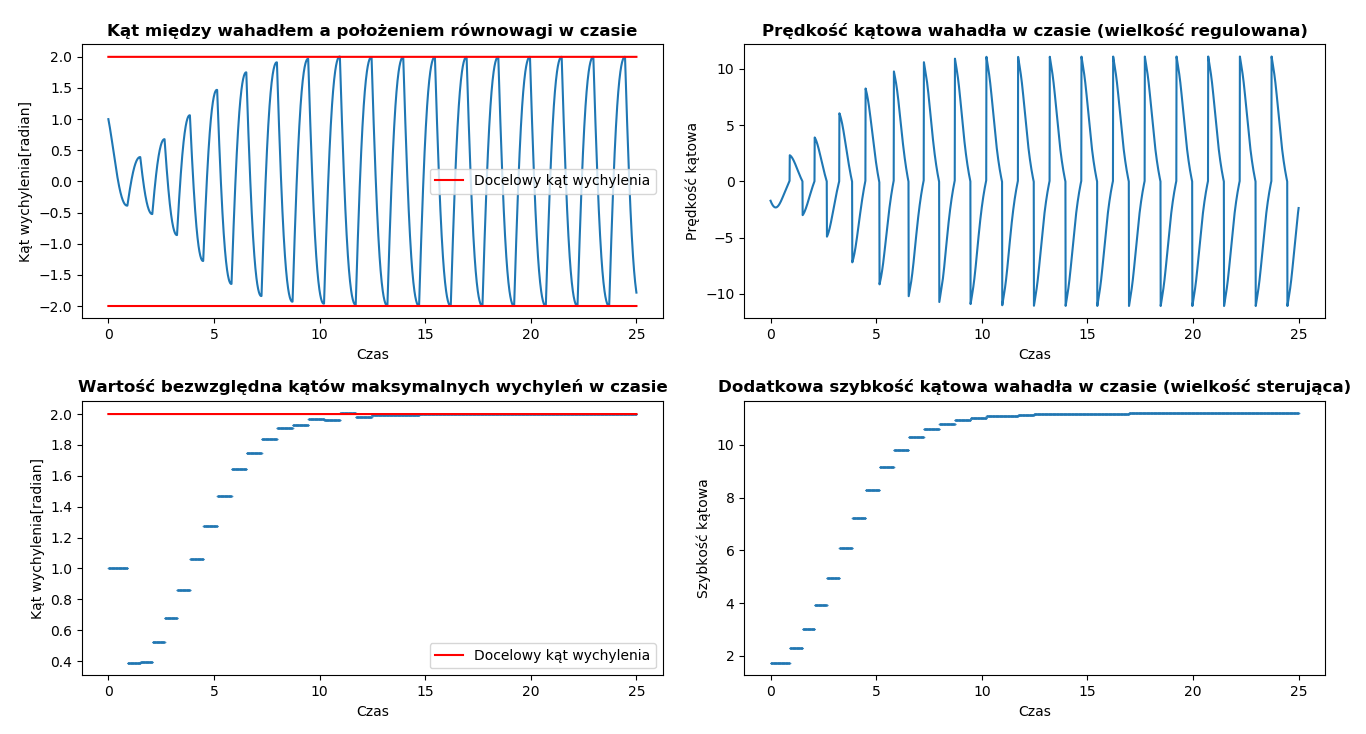 Kąt między wahadłem a położeniem równowagi w czasie
Kąt wychylenia[radian]
2.0
1.5
1.0
0.5
0.0
−0.5
−1.0
−1.5
−2.0
Docelowy kąt wychylenia
0 5 10 15 20 25
Czas
Prędkość kątowa wahadła w czasie (wielkość regulowana)
Prędkość kątowa
10
5
0
−5
−10
0 5 10 15 20 25
Czas
Wartość bezwzględna kątów maksymalnych wychyleń w czasie
Kąt wychylenia[radian]
2.0
1.8
1.6
1.4
1.2
1.0
0.8
0.6
0.4
Docelowy kąt wychylenia
0 5 10 15 20 25
Czas
Dodatkowa szybkość kątowa wahadła w czasie (wielkość sterująca)
Szybkość kątowa
10
8
6
4
2
0 5 10 15 20 25
Czas